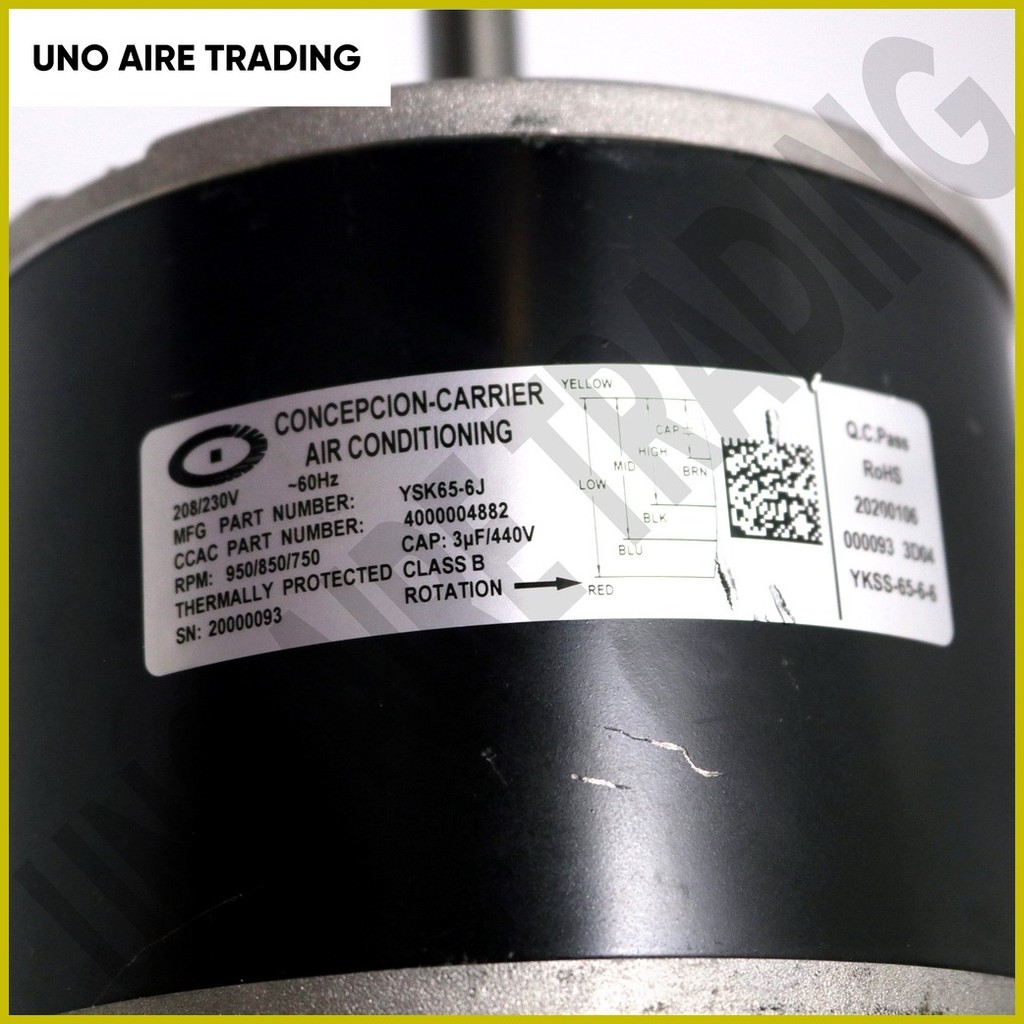 UNO AIRE TRADING
CONCEPCION-CARRIER
AIR CONDITIONING
208/230V ~60Hz
MFG PART NUMBER: YSK65-6J
CCAC PART NUMBER: 4000004882
RPM: 950/850/750 CAP: 3µF/440V
THERMALLY PROTECTED CLASS B
SN: 20000093 ROTATION
YELLOW
CAP
HIGH
BRN
MID
LOW
BLK
BLU
RED
Q.C.Pass
RoHS
20200106
000093 3D04
YKSS-65-6-6
UNO AIRE TRADING